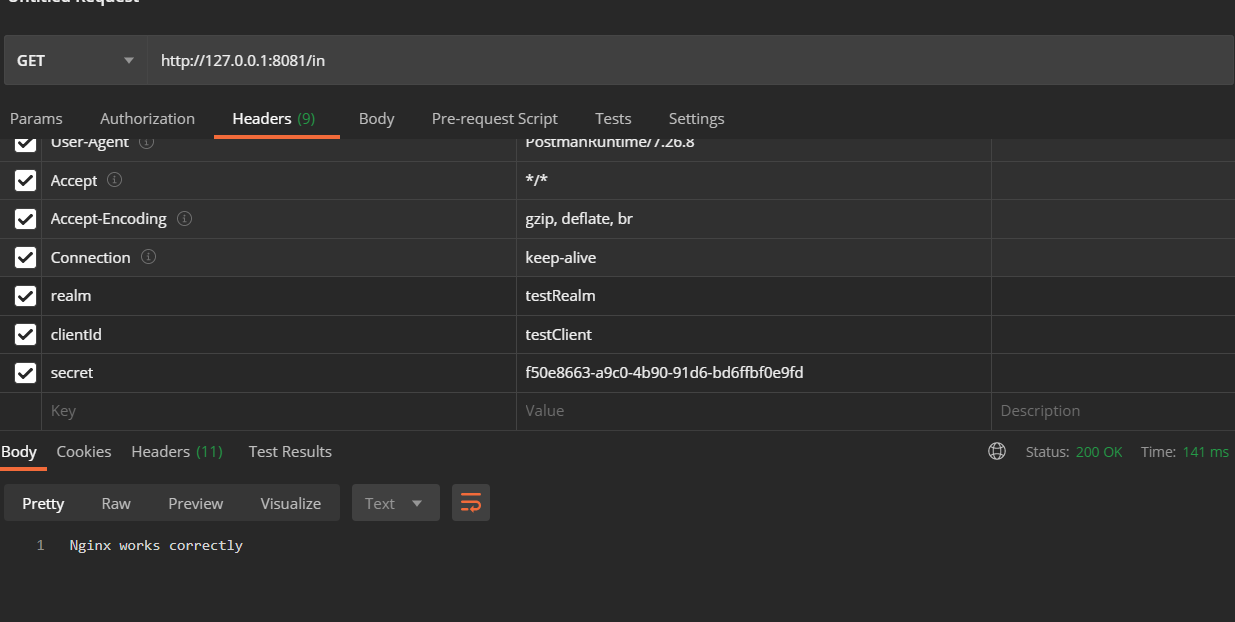 Untitled Request
GET http://127.0.0.1:8081/in
Params Authorization Headers (9) Body Pre-request Script Tests Settings
User-Agent PostmanRuntime/7.26.8
Accept */*
Accept-Encoding gzip, deflate, br
Connection keep-alive
realm testRealm
clientId testClient
secret f50e8663-a9c0-4b90-91d6-bd6ffbf0e9fd
Key Value Description
Body Cookies Headers (11) Test Results Status: 200 OK Time: 141 ms
Pretty Raw Preview Visualize Text
1 Nginx works correctly